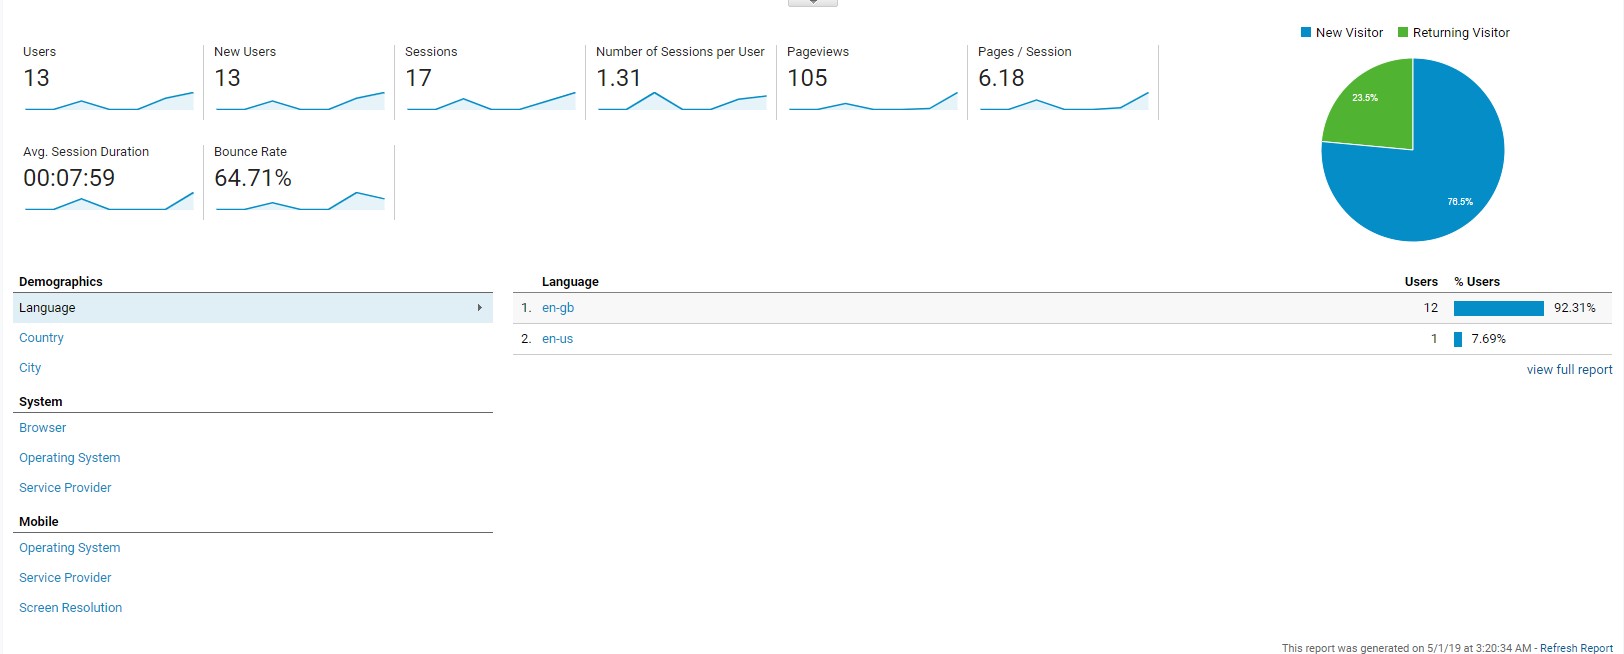 New Visitor Returning Visitor
Users
13
New Users
13
Sessions
17
Number of Sessions per User
1.31
Pageviews
105
Pages / Session
6.18
Avg. Session Duration
00:07:59
Bounce Rate
64.71%
23.5%
76.5%
Demographics
Language
Country
City
System
Browser
Operating System
Service Provider
Mobile
Operating System
Service Provider
Screen Resolution
Language Users % Users
1. en-gb 12 92.31%
2. en-us 1 7.69%
view full report
This report was generated on 5/1/19 at 3:20:34 AM - Refresh Report